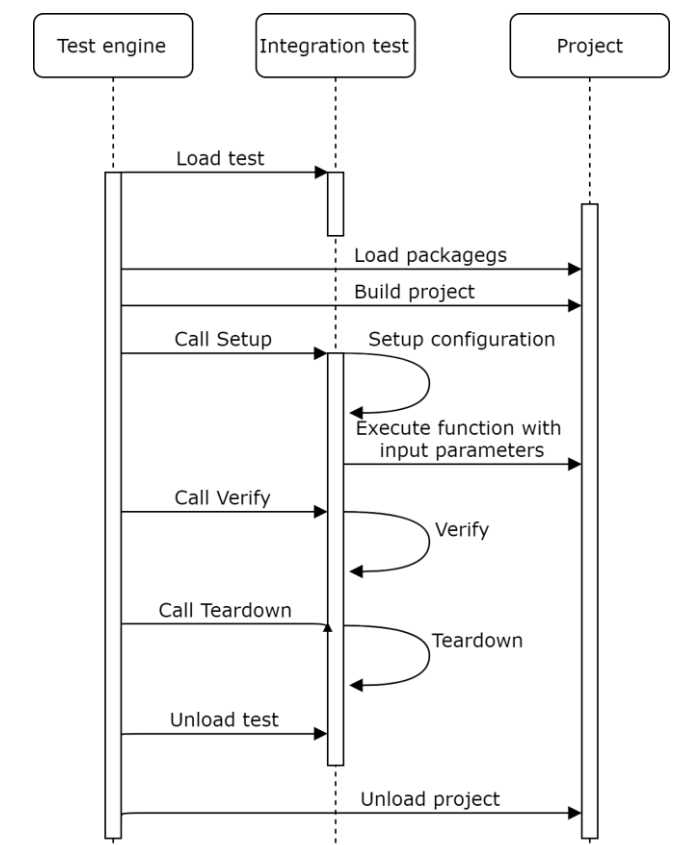 Test engine
Integration test
Project
Load test
Load packagegs
Build project
Call Setup
Setup configuration
Execute function with
input parameters
Call Verify
Verify
Call Teardown
Teardown
Unload test
Unload project